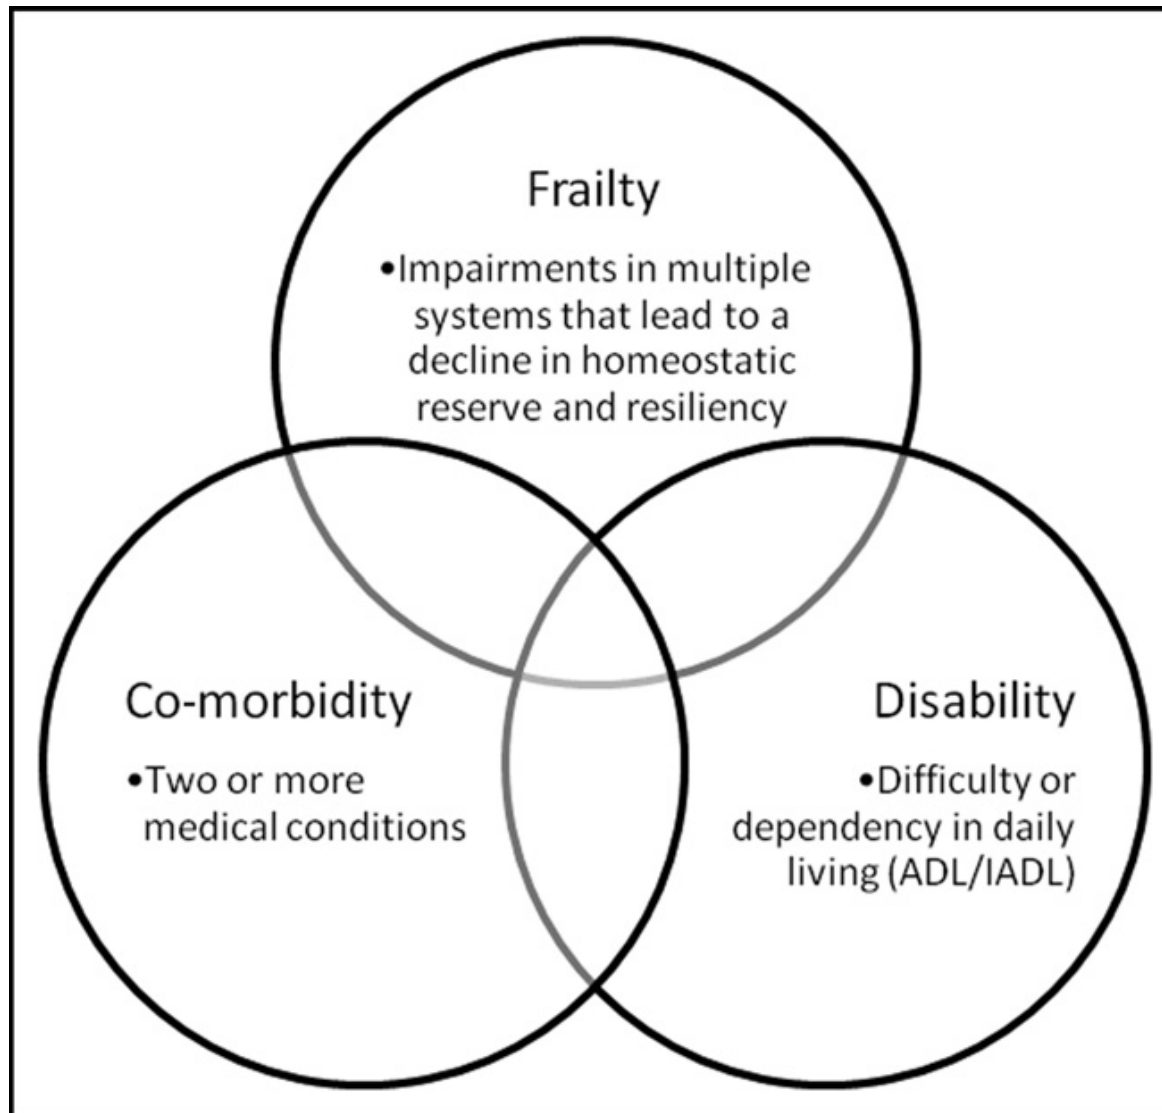 Frailty
•Impairments in multiple
systems that lead to a
decline in homeostatic
reserve and resiliency
Co-morbidity
•Two or more
medical conditions
Disability
•Difficulty or
dependency in daily
living (ADL/IADL)